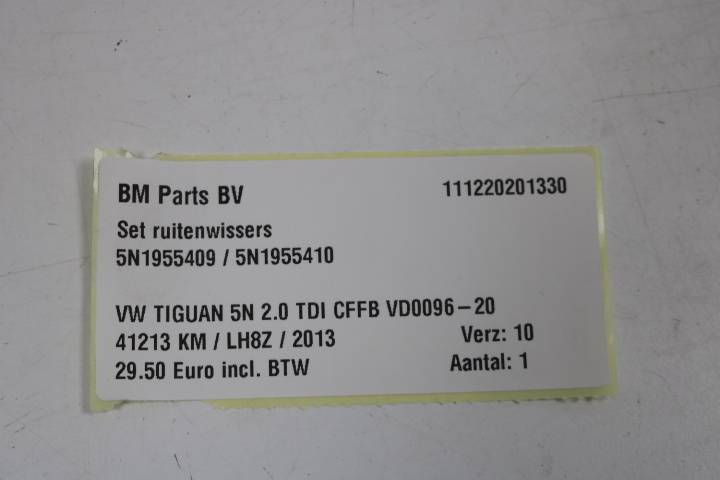 BM Parts BV 111220201330
Set ruitenwissers
5N1955409 / 5N1955410
VW TIGUAN 5N 2.0 TDI CFFB VD0096-20
41213 KM / LH8Z / 2013 Verz: 10
29.50 Euro incl. BTW Aantal: 1